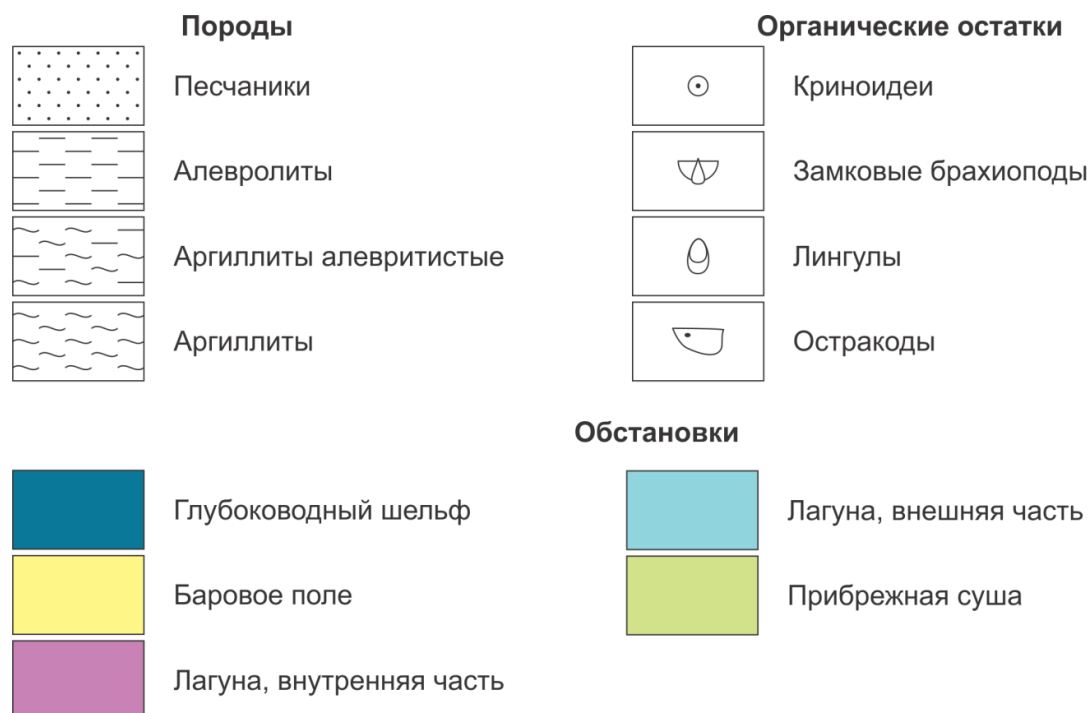 Породы
Песчаники
Алевролиты
Аргиллиты алевритистые
Аргиллиты
Органические остатки
Криноидеи
Замковые брахиоподы
Лингулы
Остракоды
Обстановки
Глубоководный шельф
Баровое поле
Лагуна, внутренняя часть
Лагуна, внешняя часть
Прибрежная суша